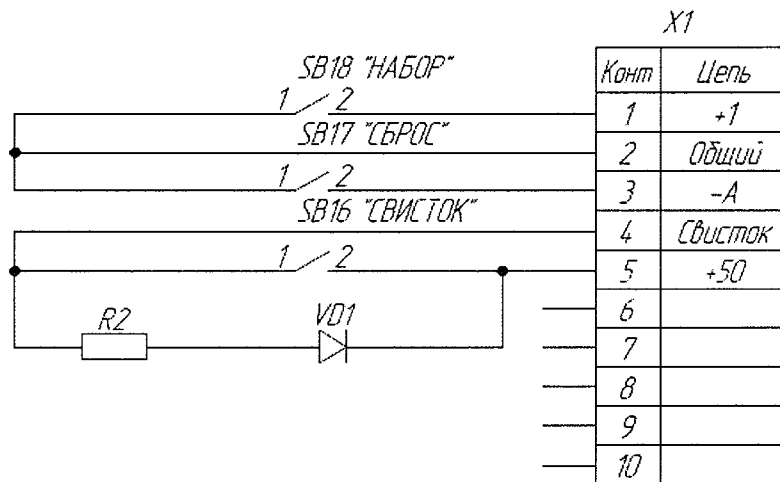 X1
SB18 "НАБОР"
Конт Цепь
1 2
1 +1
SB17 "СБРОС"
2 Общий
1 2
3 -А
SB16 "СВИСТОК"
4 Свисток
1 2
5 +50
R2 VD1
6
7
8
9
10